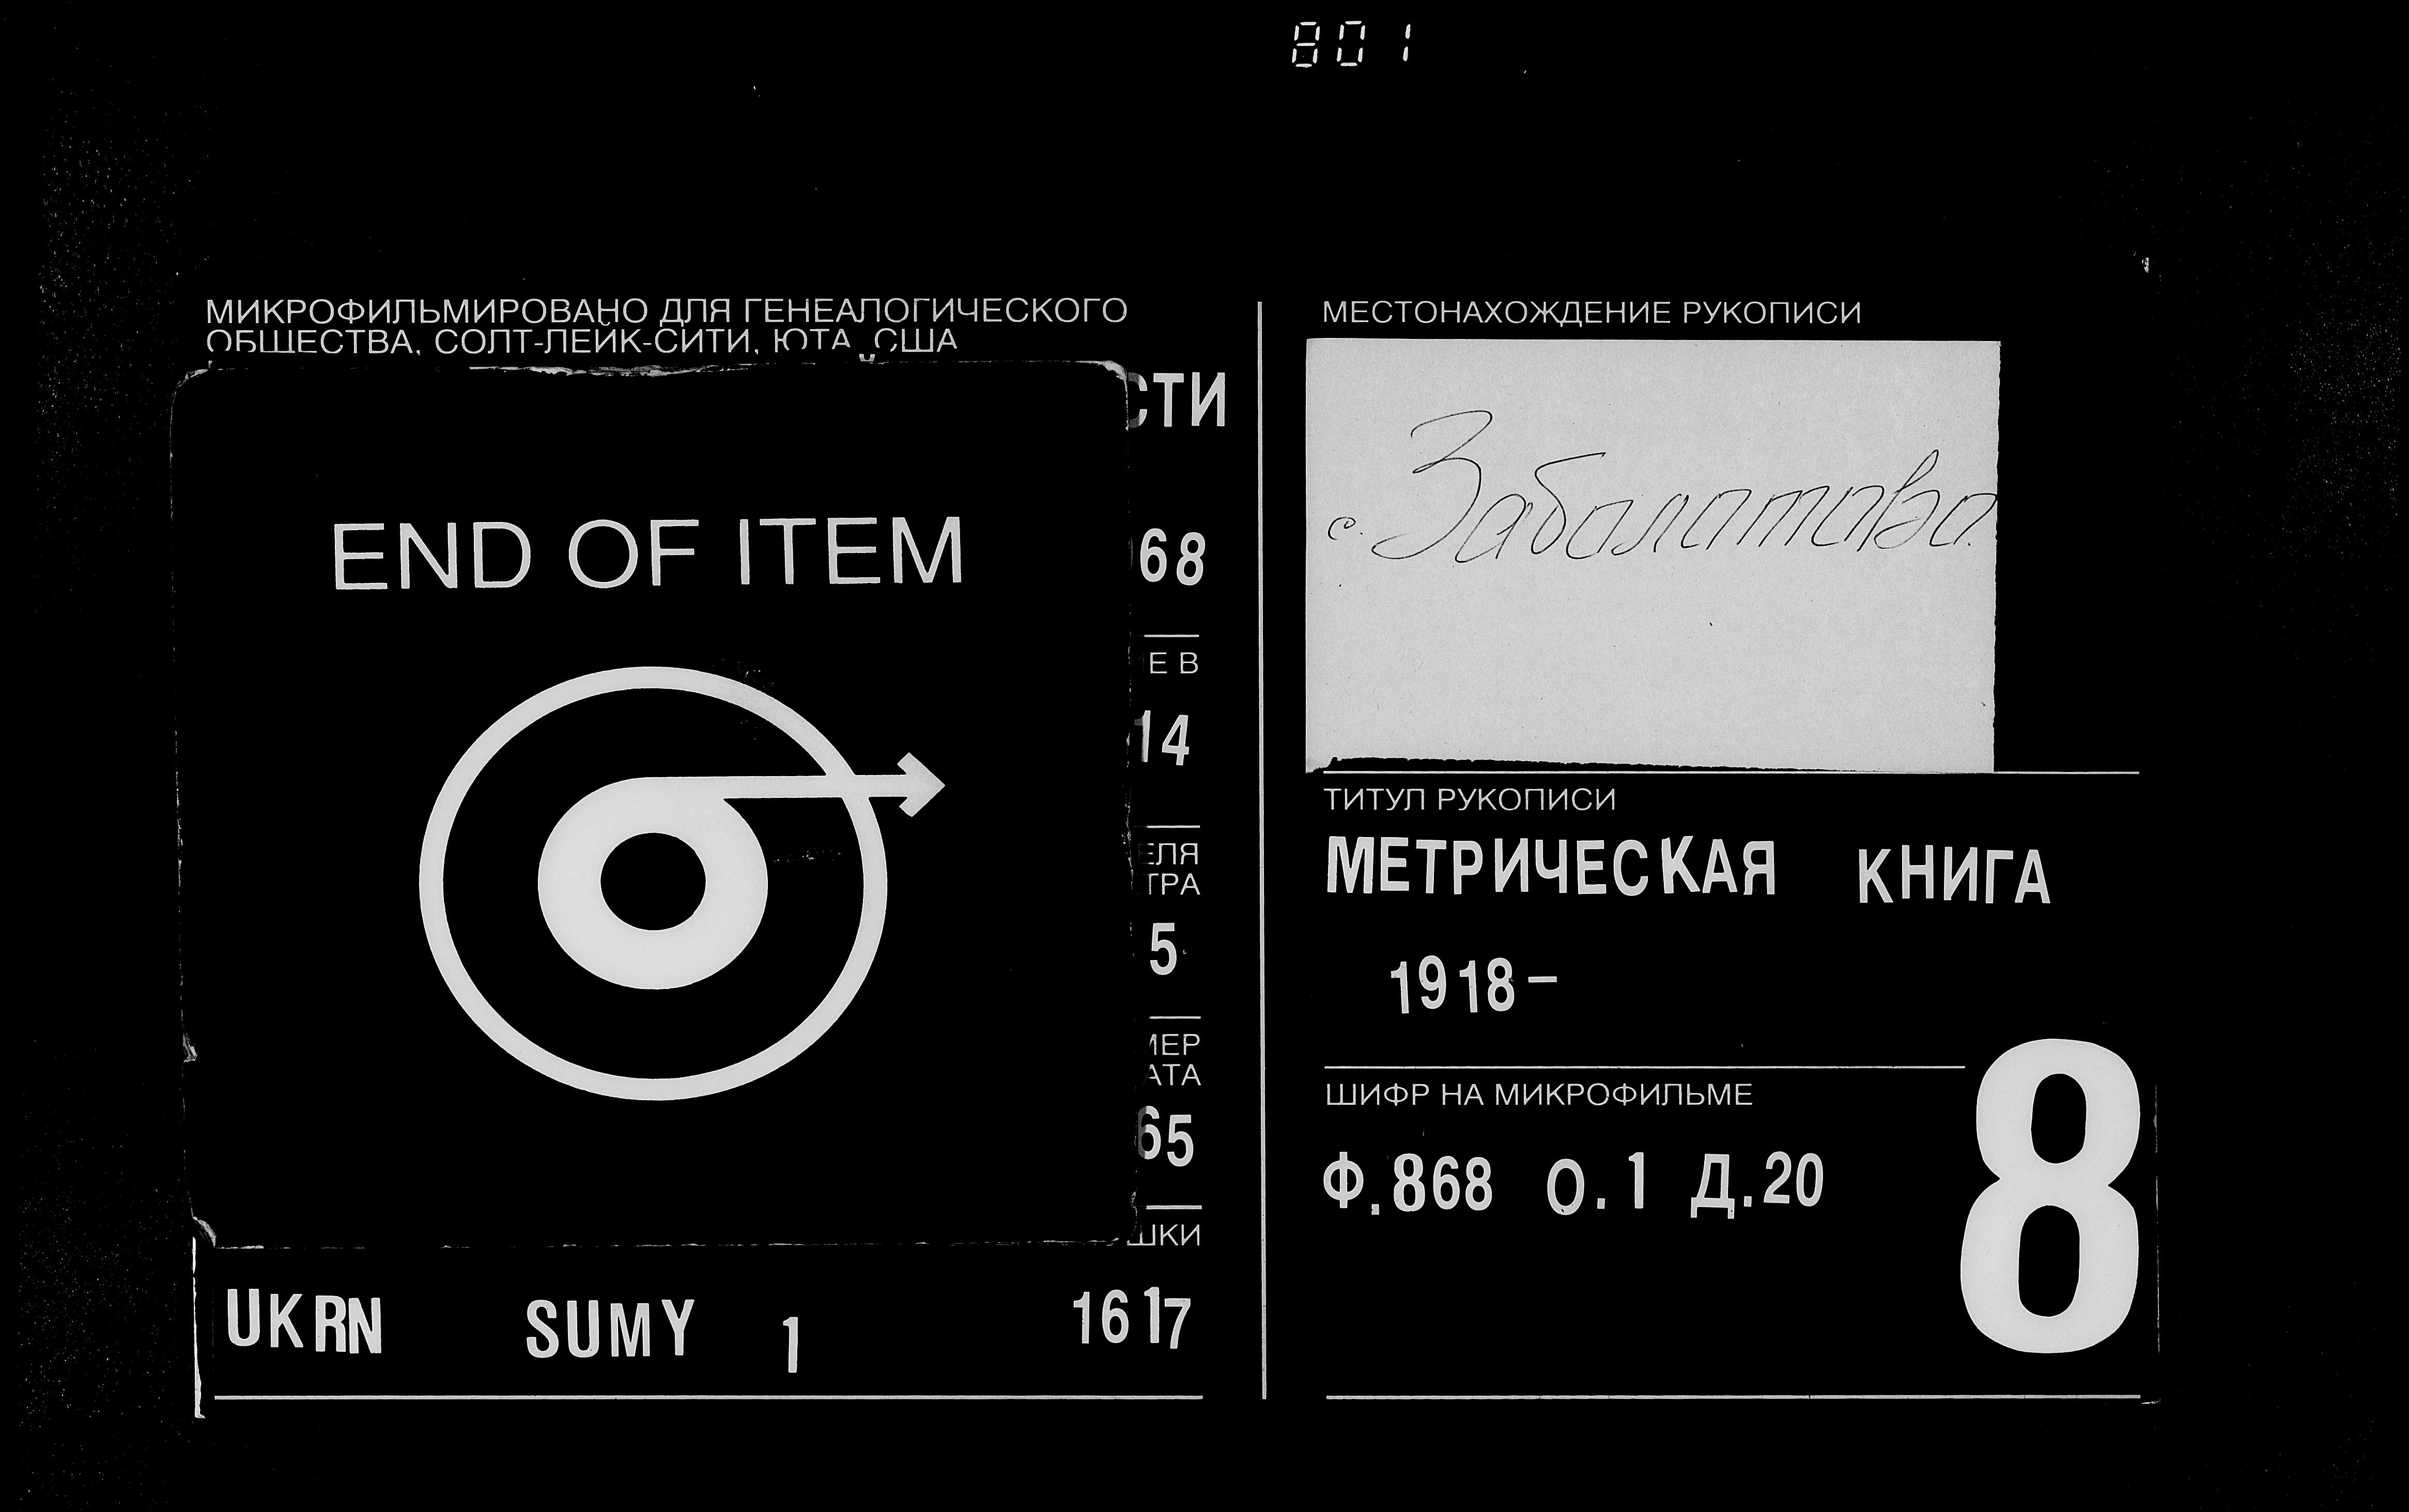 801
МИКРОФИЛЬМИРОВАНО ДЛЯ ГЕНЕАЛОГИЧЕСКОГО
ОБЩЕСТВА, СОЛТ-ЛЕЙК-СИТИ, ЮТА, США
СТИ
END OF ITEM
68
Е В
14
ЕЛЯ
ТРА
5
МЕР
АТА
65
ШКИ
UKRN SUMY 1 1617
МЕСТОНАХОЖДЕНИЕ РУКОПИСИ
с. Заболотово
ТИТУЛ РУКОПИСИ
МЕТРИЧЕСКАЯ КНИГА
1918-
ШИФР НА МИКРОФИЛЬМЕ
Ф.868 О.1 Д.20
8